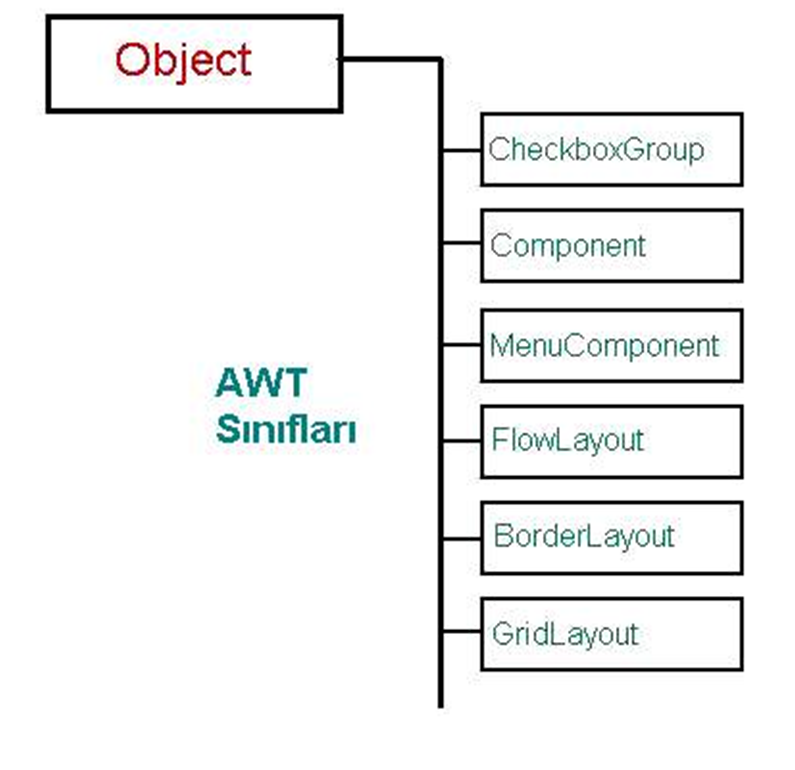 Object
CheckboxGroup
Component
MenuComponent
AWT
Sınıfları
FlowLayout
BorderLayout
GridLayout